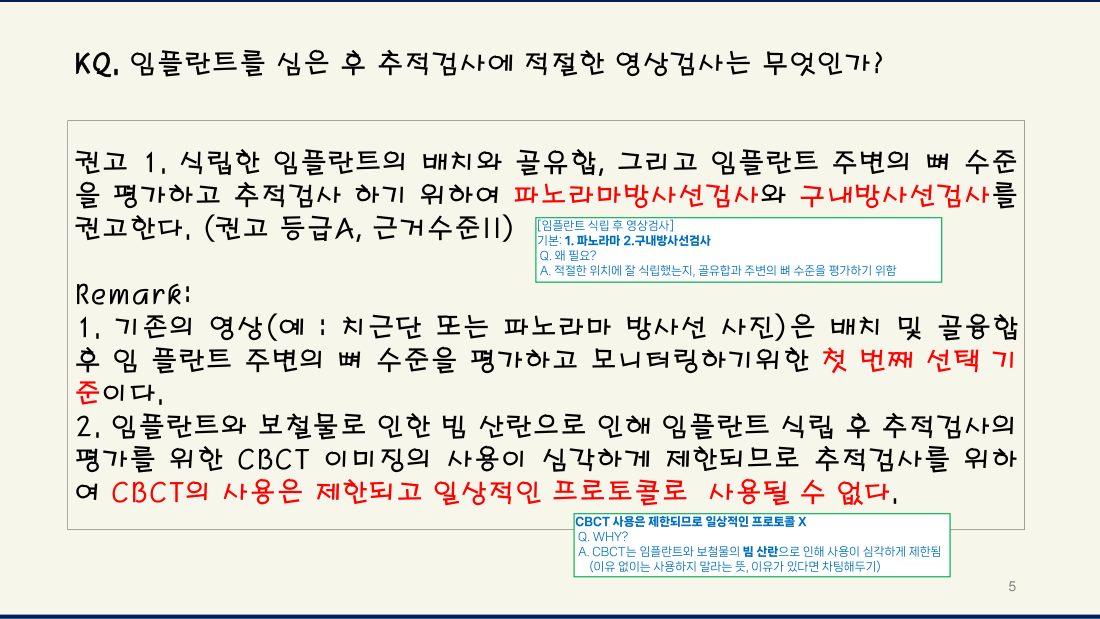 KQ. 임플란트를 심은 후 추적검사에 적절한 영상검사는 무엇인가?
권고 1. 식립한 임플란트의 배치와 골유합, 그리고 임플란트 주변의 뼈 수준
을 평가하고 추적검사 하기 위하여 파노라마방사선검사와 구내방사선검사를
권고한다. (권고 등급A, 근거수준II)
[임플란트 식립 후 영상검사]
기본: 1. 파노라마 2.구내방사선검사
Q. 왜 필요?
A. 적절한 위치에 잘 식립했는지, 골유합과 주변의 뼈 수준을 평가하기 위함
Remark:
1. 기존의 영상(예 : 치근단 또는 파노라마 방사선 사진)은 배치 및 골융합
후 임 플란트 주변의 뼈 수준을 평가하고 모니터링하기위한 첫 번째 선택 기
준이다.
2. 임플란트와 보철물로 인한 빔 산란으로 인해 임플란트 식립 후 추적검사의
평가를 위한 CBCT 이미징의 사용이 심각하게 제한되므로 추적검사를 위하
여 CBCT의 사용은 제한되고 일상적인 프로토콜로 사용될 수 없다.
CBCT 사용은 제한되므로 일상적인 프로토콜 X
Q. WHY?
A. CBCT는 임플란트와 보철물의 빔 산란으로 인해 사용이 심각하게 제한됨
(이유 없이는 사용하지 말라는 뜻, 이유가 있다면 차팅해두기)
5